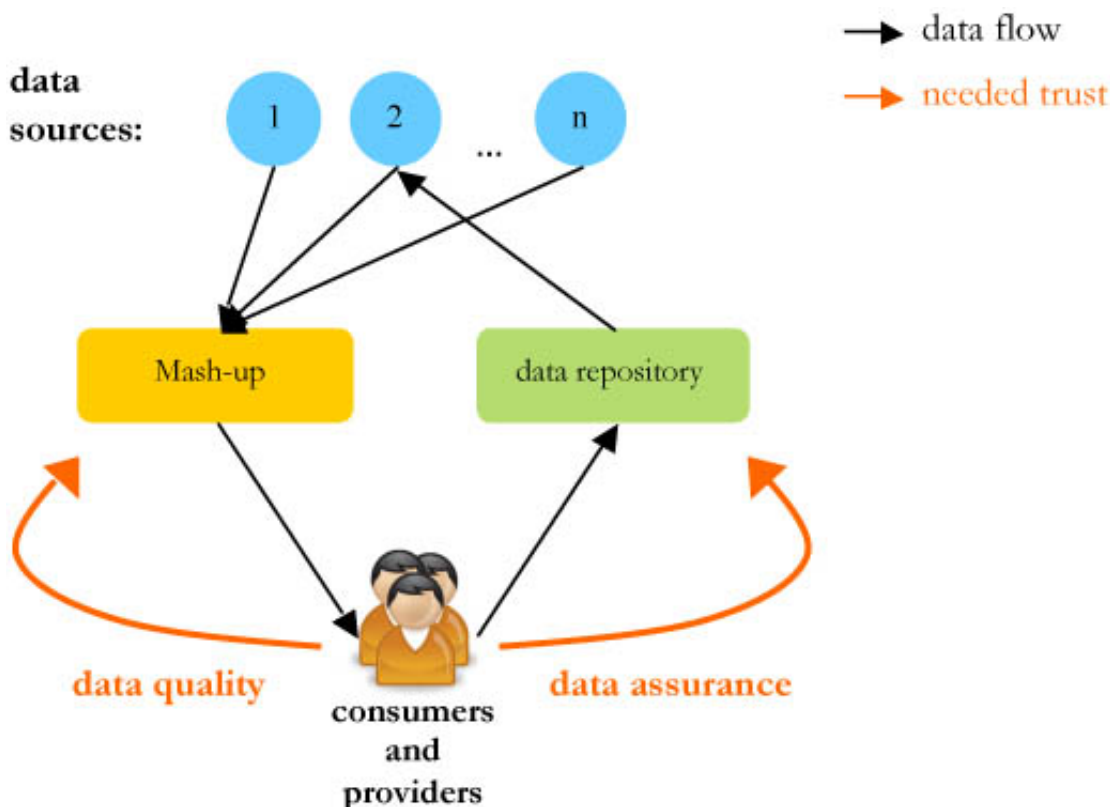 data flow
needed trust
data
sources:
1
2
...
n
Mash-up
data repository
data quality
data assurance
consumers
and
providers